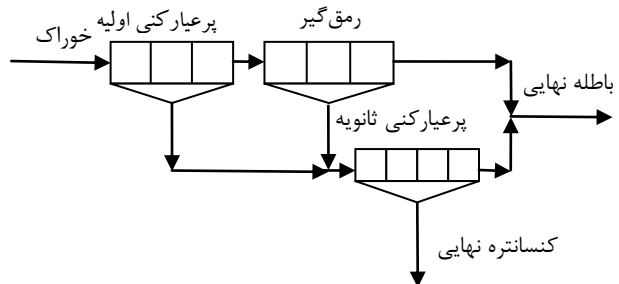 رمق‌گیر
پرعیارکنی اولیه
خوراک
باطله نهایی
پرعیارکنی ثانویه
کنسانتره نهایی